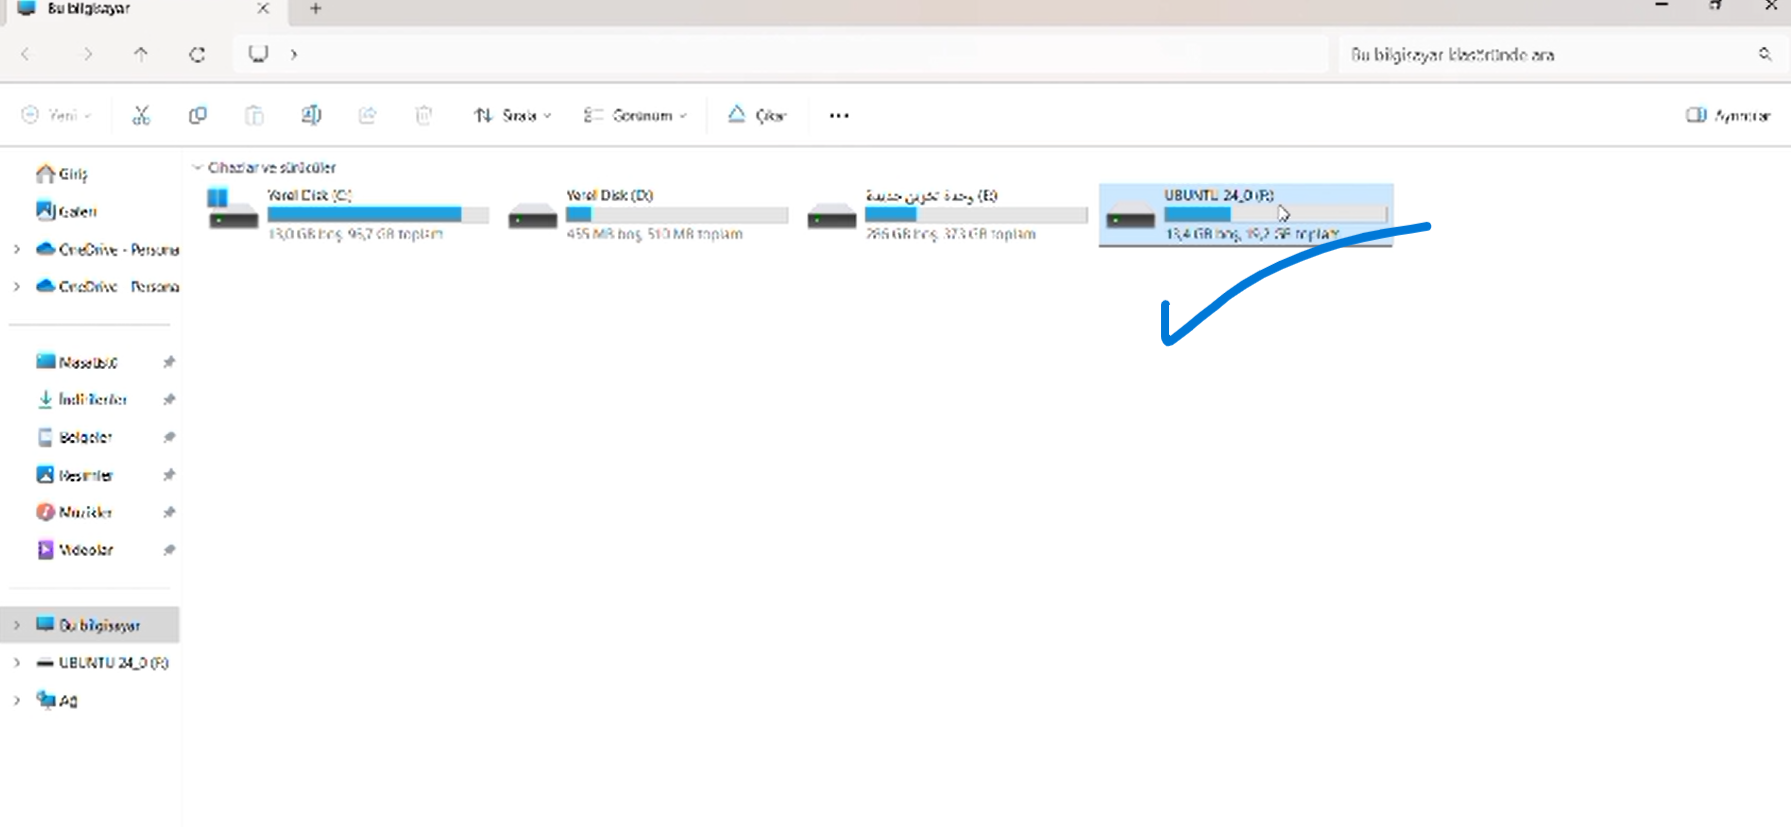 Bu bilgisayar
Bu bilgisayar klasöründe ara
Yeni
Sırala
Görünüm
Çıkar
Ayrıntılar
Giriş
Galeri
OneDrive - Persona
OneDrive - Persona
Masaüstü
İndirilenler
Belgeler
Resimler
Müzikler
Videolar
Bu bilgisayar
UBUNTU 24_0 (F:)
Ağ
Cihazlar ve sürücüler
Yerel Disk (C:)
13,0 GB boş, 95,7 GB toplam
Yerel Disk (D:)
455 MB boş, 510 MB toplam
وحدة تخزين جديدة (E:)
286 GB boş, 373 GB toplam
UBUNTU 24_0 (F:)
13,4 GB boş, 19,2 GB toplam